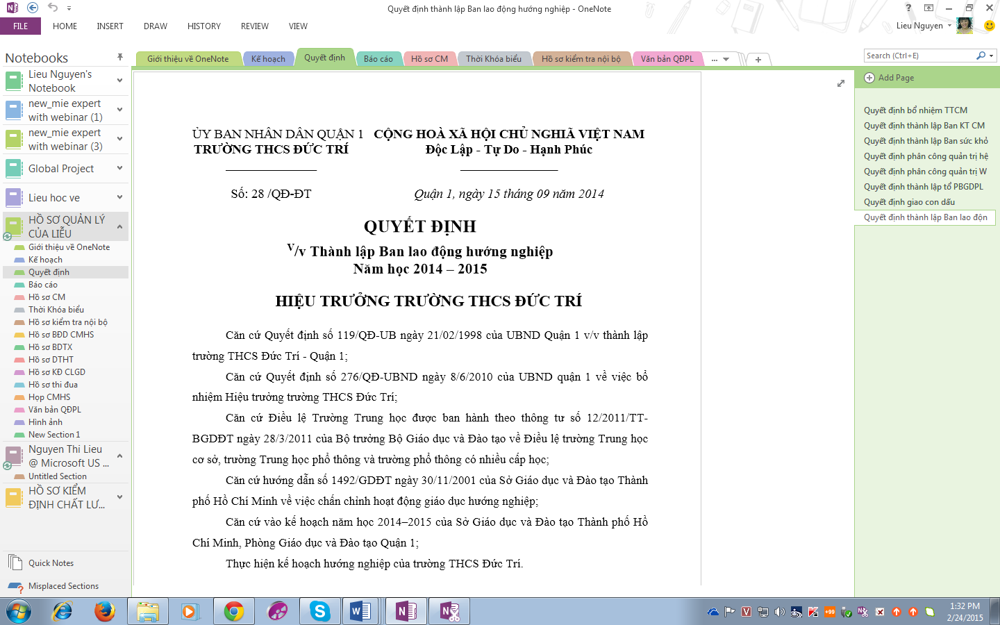 Quyết định thành lập Ban lao động hướng nghiệp - OneNote
FILE HOME INSERT DRAW HISTORY REVIEW VIEW
Lieu Nguyen
Notebooks
Lieu Nguyen's
Notebook
new_mie expert
with webinar (1)
new_mie expert
with webinar (3)
Global Project
Lieu hoc ve
HỒ SƠ QUẢN LÝ
CỦA LIỄU
Giới thiệu về OneNote
Kế hoạch
Quyết định
Báo cáo
Hồ sơ CM
Thời Khóa biểu
Hồ sơ kiểm tra nội bộ
Hồ sơ BĐD CMHS
Hồ sơ BDTX
Hồ sơ DTHT
Hồ sơ KĐ CLGD
Hồ sơ thi đua
Họp CMHS
Văn bản QĐPL
Hình ảnh
New Section 1
Nguyen Thi Lieu
@ Microsoft US ...
Untitled Section
HỒ SƠ KIỂM
ĐỊNH CHẤT LƯ...
Quick Notes
Misplaced Sections
Giới thiệu về OneNote Kế hoạch Quyết định Báo cáo Hồ sơ CM Thời Khóa biểu Hồ sơ kiểm tra nội bộ Văn bản QĐPL ...
Search (Ctrl+E)
ỦY BAN NHÂN DÂN QUẬN 1 CỘNG HOÀ XÃ HỘI CHỦ NGHIÃ VIỆT NAM
TRƯỜNG THCS ĐỨC TRÍ Độc Lập - Tự Do - Hạnh Phúc
Số: 28 /QĐ-ĐT Quận 1, ngày 15 tháng 09 năm 2014
QUYẾT ĐỊNH
V/v Thành lập Ban lao động hướng nghiệp
Năm học 2014 – 2015
HIỆU TRƯỞNG TRƯỜNG THCS ĐỨC TRÍ
Căn cứ Quyết định số 119/QĐ-UB ngày 21/02/1998 của UBND Quận 1 v/v thành lập
trường THCS Đức Trí - Quận 1;
Căn cứ Quyết định số 276/QĐ-UBND ngày 8/6/2010 của UBND quận 1 về việc bổ
nhiệm Hiệu trưởng trường THCS Đức Trí;
Căn cứ Điều lệ Trường Trung học được ban hành theo thông tư số 12/2011/TT-
BGDĐT ngày 28/3/2011 của Bộ trưởng Bộ Giáo dục và Đào tạo về Điều lệ trường Trung học
cơ sở, trường Trung học phổ thông và trường phổ thông có nhiều cấp học;
Căn cứ hướng dẫn số 1492/GDĐT ngày 30/11/2001 của Sở Giáo dục và Đào tạo Thành
phố Hồ Chí Minh về việc chấn chỉnh hoạt động giáo dục hướng nghiệp;
Căn cứ vào kế hoạch năm học 2014–2015 của Sở Giáo dục và Đào tạo Thành phố Hồ
Chí Minh, Phòng Giáo dục và Đào tạo Quận 1;
Thực hiện kế hoạch hướng nghiệp của trường THCS Đức Trí.
Add Page
Quyết định bổ nhiệm TTCM
Quyết định thành lập Ban KT CM
Quyết định thành lập Ban sức khỏ
Quyết định phân công quản trị hệ
Quyết định phân công quản trị W
Quyết định thành lập tổ PBGDPL
Quyết định giao con dấu
Quyết định thành lập Ban lao độn
+99
1:32 PM
2/24/2015